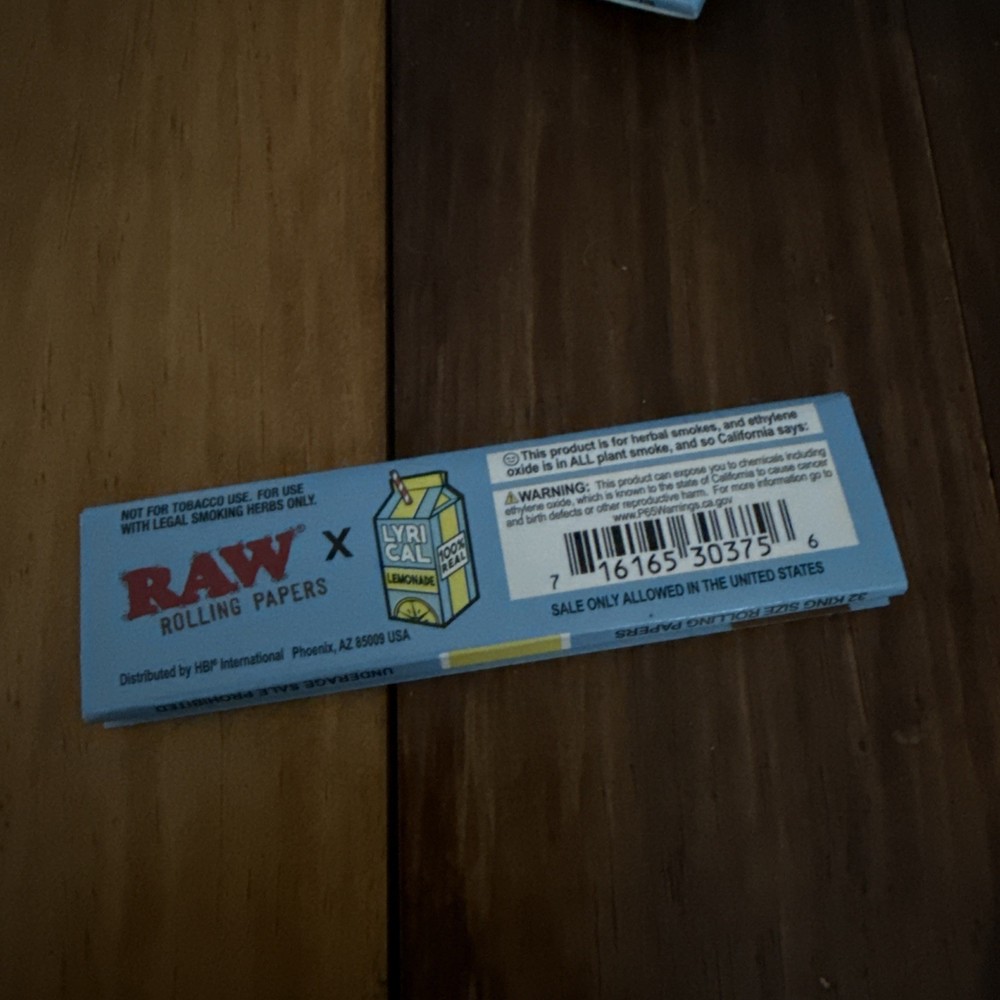 NOT FOR TOBACCO USE. FOR USE
WITH LEGAL SMOKING HERBS ONLY.
RAW®
ROLLING PAPERS
X
LYRI
CAL
LEMONADE
100%
REAL
Distributed by HBI® International Phoenix, AZ 85009 USA
This product is for herbal smokes, and ethylene
oxide is in ALL plant smoke, and so California says:
WARNING: This product can expose you to chemicals including
ethylene oxide, which is known to the state of California to cause cancer
and birth defects or other reproductive harm. For more information go to
www.P65Warnings.ca.gov
7 16165 30375 6
SALE ONLY ALLOWED IN THE UNITED STATES
UNDERAGE SALE PROHIBITED
32 KING SIZE ROLLING PAPERS